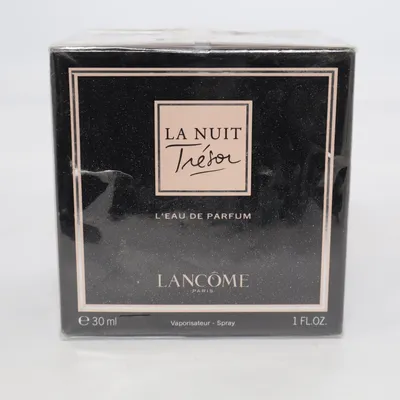 LA NUIT
Trésor
L'EAU DE PARFUM
LANCÔME
PARIS
℮ 30 ml Vaporisateur - Spray 1 FL.OZ.